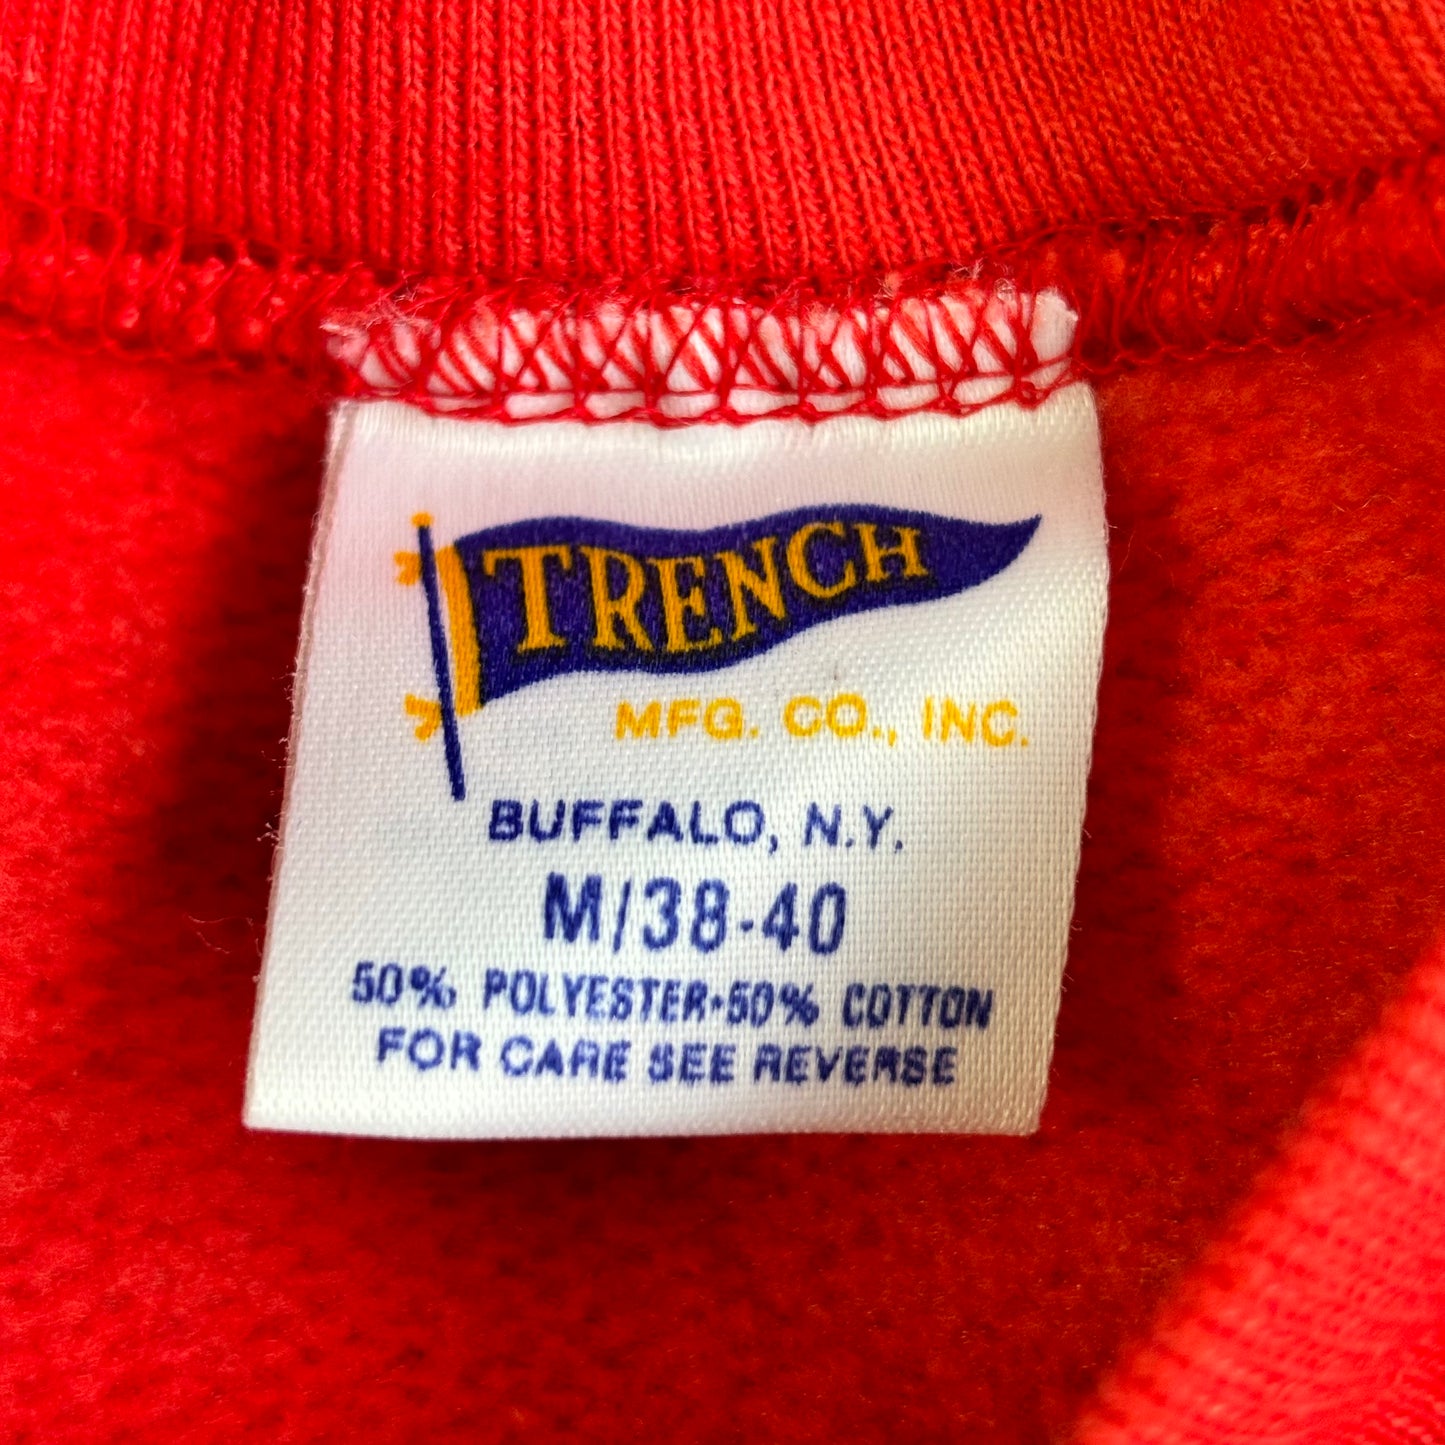 TRENCH
MFG. CO., INC.
BUFFALO, N.Y.
M/38-40
50% POLYESTER·50% COTTON
FOR CARE SEE REVERSE